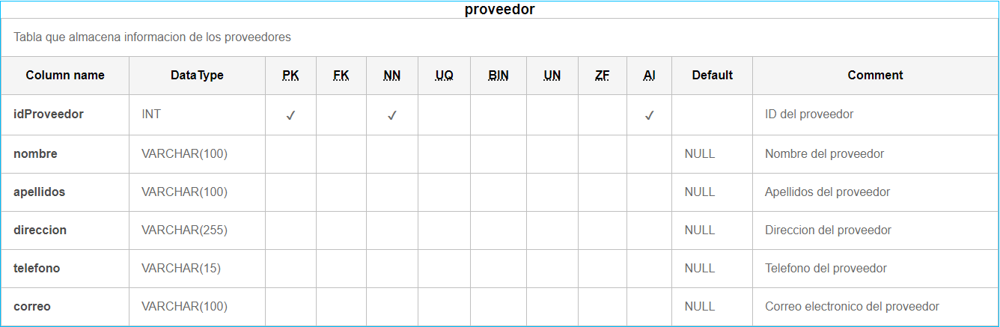 proveedor
Tabla que almacena informacion de los proveedores
Column name DataType PK FK NN UQ BIN UN ZF AI Default Comment
idProveedor INT ✓ ✓ ✓ ID del proveedor
nombre VARCHAR(100) NULL Nombre del proveedor
apellidos VARCHAR(100) NULL Apellidos del proveedor
direccion VARCHAR(255) NULL Direccion del proveedor
telefono VARCHAR(15) NULL Telefono del proveedor
correo VARCHAR(100) NULL Correo electronico del proveedor